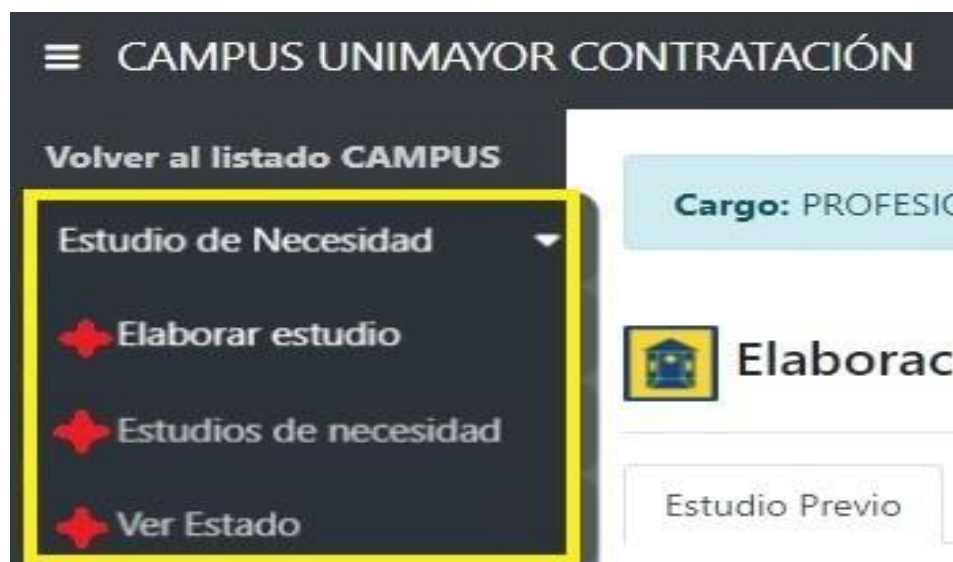 CAMPUS UNIMAYOR CONTRATACIÓN
Volver al listado CAMPUS
Estudio de Necesidad
Elaborar estudio
Estudios de necesidad
Ver Estado
Cargo: PROFESIO
Elaborac
Estudio Previo